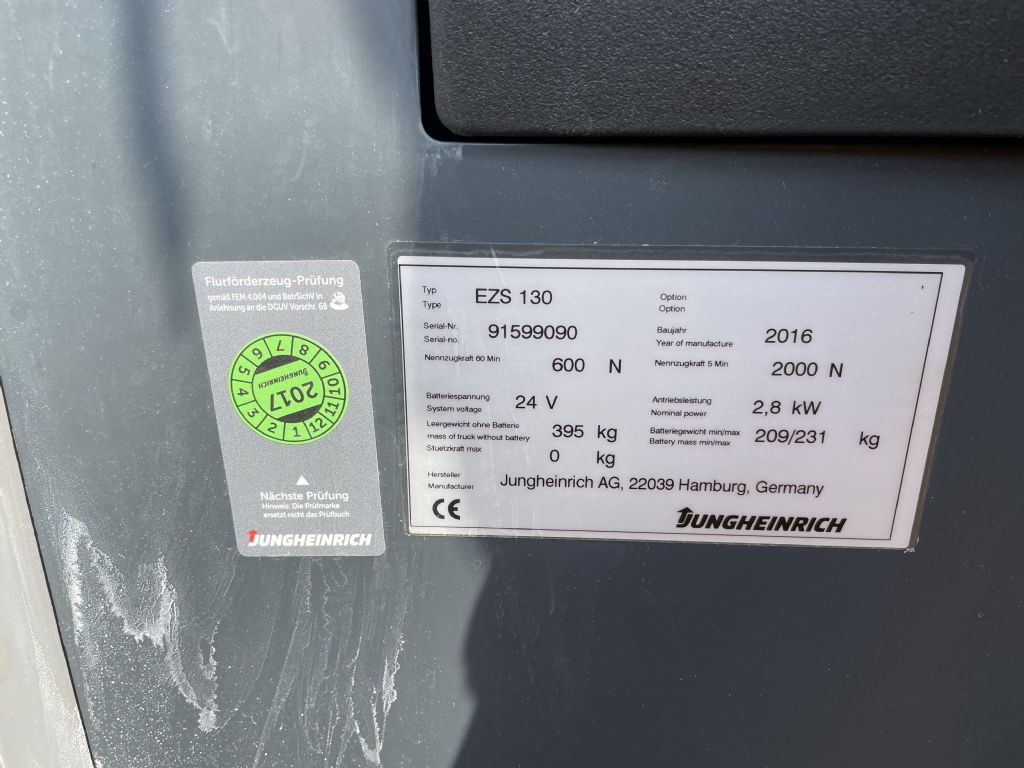 Flurförderzeug-Prüfung
gemäß FEM 4.004 und BetrSichV in
Anlehnung an die DGUV Vorschr. 68
1 2 3 4 5 6 7 8 9 10 11 12
JUNGHEINRICH
2017
Nächste Prüfung
Hinweis: Die Prüfmarke
ersetzt nicht das Prüfbuch
JUNGHEINRICH
Typ
Type EZS 130
Option
Option
Serial-Nr.
Serial-no. 91599090
Baujahr
Year of manufacture 2016
Nennzugkraft 60 Min 600 N
Nennzugkraft 5 Min 2000 N
Batteriespannung
System voltage 24 V
Antriebsleistung
Nominal power 2,8 kW
Leergewicht ohne Batterie
mass of truck without battery 395 kg
Batteriegewicht min/max
Battery mass min/max 209/231 kg
Stuetzkraft max 0 kg
Hersteller
Manufacturer Jungheinrich AG, 22039 Hamburg, Germany
CE
JUNGHEINRICH